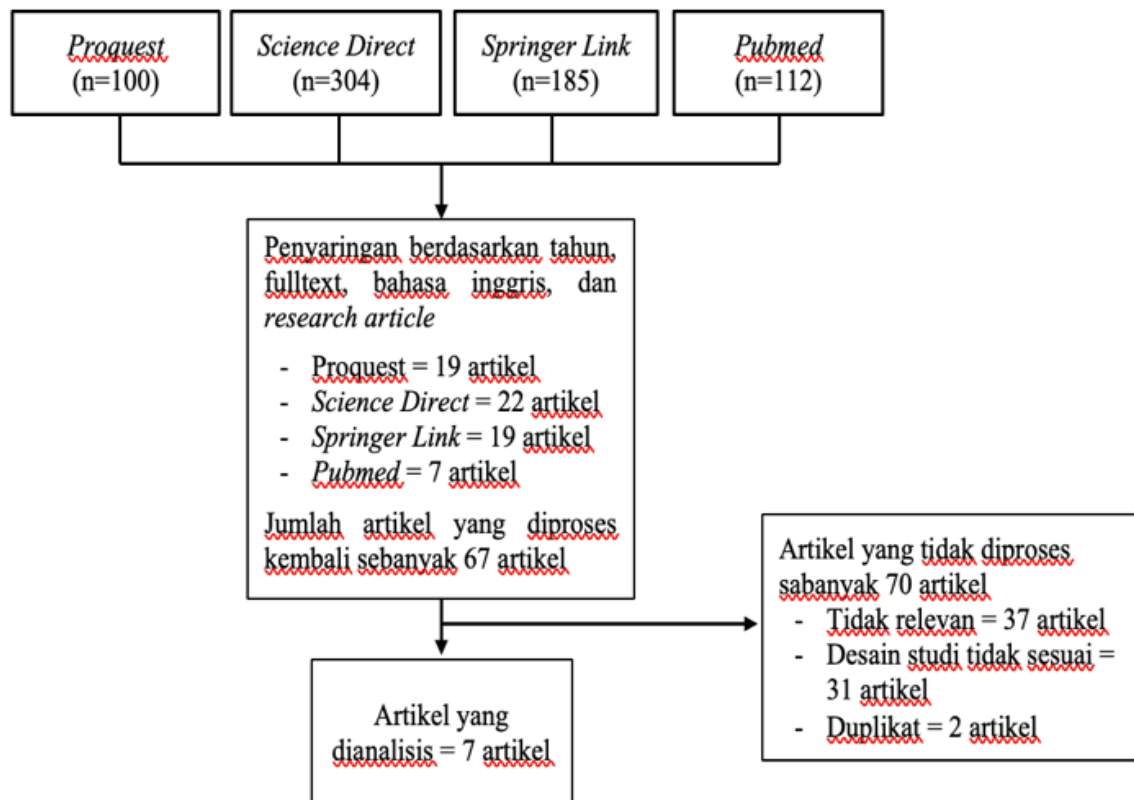 Proquest
(n=100)
Science Direct
(n=304)
Springer Link
(n=185)
Pubmed
(n=112)
Penyaringan berdasarkan tahun,
fulltext, bahasa inggris, dan
research article
- Proquest = 19 artikel
- Science Direct = 22 artikel
- Springer Link = 19 artikel
- Pubmed = 7 artikel
Jumlah artikel yang diproses
kembali sebanyak 67 artikel
Artikel yang tidak diproses
sabanyak 70 artikel
- Tidak relevan = 37 artikel
- Desain studi tidak sesuai =
31 artikel
- Duplikat = 2 artikel
Artikel yang
dianalisis = 7 artikel